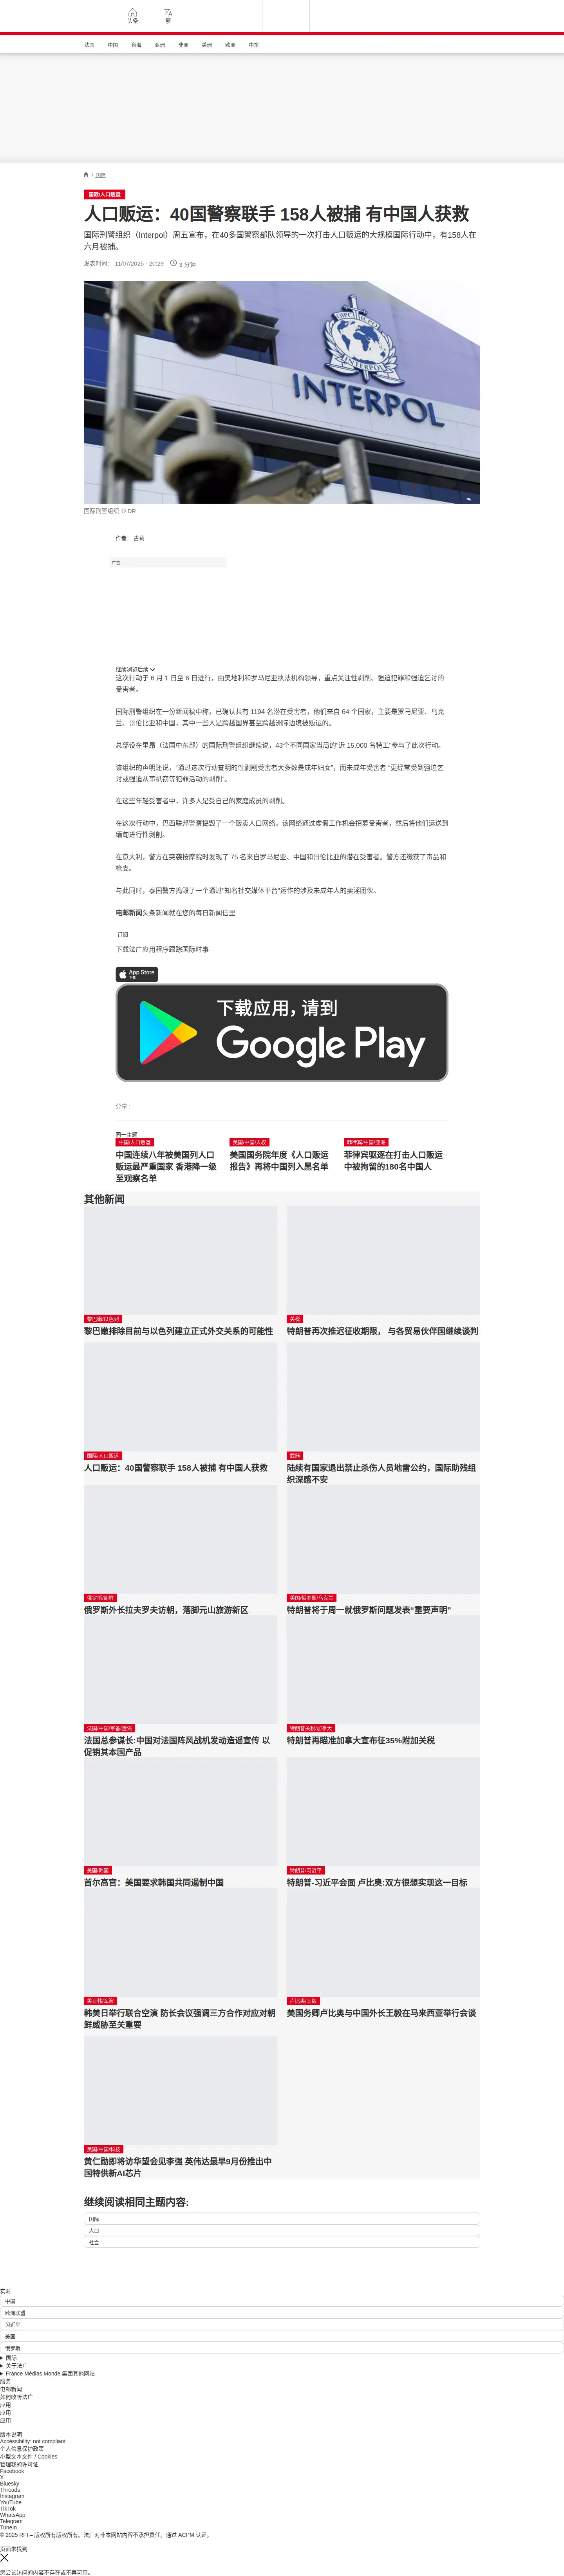 头条
繁
法国
中国
台海
亚洲
非洲
美洲
欧洲
中东
/ 国际
国际/人口贩运
人口贩运：40国警察联手 158人被捕 有中国人获救
国际刑警组织（Interpol）周五宣布，在40多国警察部队领导的一次打击人口贩运的大规模国际行动中，有158人在
六月被捕。
发表时间： 11/07/2025 - 20:29
3 分钟
OIPC
ICPO
INTERPOL
INTERPOL
国际刑警组织 © DR
作者： 古莉
广告
继续浏览后续
这次行动于 6 月 1 日至 6 日进行，由奥地利和罗马尼亚执法机构领导，重点关注性剥削、强迫犯罪和强迫乞讨的
受害者。
国际刑警组织在一份新闻稿中称，已确认共有 1194 名潜在受害者，他们来自 64 个国家，主要是罗马尼亚、乌克
兰、哥伦比亚和中国，其中一些人是跨越国界甚至跨越洲际边境被贩运的。
总部设在里昂（法国中东部）的国际刑警组织继续说，43个不同国家当局的“近 15,000 名特工”参与了此次行动。
该组织的声明还说，“通过这次行动查明的性剥削受害者大多数是成年妇女”，而未成年受害者 “更经常受到强迫乞
讨或强迫从事扒窃等犯罪活动的剥削”。
在这些年轻受害者中，许多人是受自己的家庭成员的剥削。
在这次行动中，巴西联邦警察捣毁了一个贩卖人口网络，该网络通过虚假工作机会招募受害者，然后将他们运送到
缅甸进行性剥削。
在意大利，警方在突袭按摩院时发现了 75 名来自罗马尼亚、中国和哥伦比亚的潜在受害者。警方还缴获了毒品和
枪支。
与此同时，泰国警方捣毁了一个通过“知名社交媒体平台”运作的涉及未成年人的卖淫团伙。
电邮新闻头条新闻就在您的每日新闻信里
订阅
下载法广应用程序跟踪国际时事
App Store
下载
下载应用，请到
Google Play
分享 :
同一主题
中国/人口贩运
中国连续八年被美国列人口
贩运最严重国家 香港降一级
至观察名单
美国/中国/人权
美国国务院年度《人口贩运
报告》再将中国列入黑名单
菲律宾/中国/亚洲
菲律宾驱逐在打击人口贩运
中被拘留的180名中国人
其他新闻
黎巴嫩/以色列
黎巴嫩排除目前与以色列建立正式外交关系的可能性
关税
特朗普再次推迟征收期限， 与各贸易伙伴国继续谈判
国际/人口贩运
人口贩运：40国警察联手 158人被捕 有中国人获救
武器
陆续有国家退出禁止杀伤人员地雷公约，国际助残组
织深感不安
俄罗斯/朝鲜
俄罗斯外长拉夫罗夫访朝，落脚元山旅游新区
美国/俄罗斯/乌克兰
特朗普将于周一就俄罗斯问题发表“重要声明”
法国/中国/军备/造谣
法国总参谋长:中国对法国阵风战机发动造谣宣传 以
促销其本国产品
特朗普关税/加拿大
特朗普再瞄准加拿大宣布征35%附加关税
美国/韩国
首尔高官：美国要求韩国共同遏制中国
特朗普/习近平
特朗普-习近平会面 卢比奥:双方很想实现这一目标
美日韩/军演
韩美日举行联合空演 防长会议强调三方合作对应对朝
鲜威胁至关重要
卢比奥/王毅
美国务卿卢比奥与中国外长王毅在马来西亚举行会谈
美国/中国/科技
黄仁勋即将访华望会见李强 英伟达最早9月份推出中
国特供新AI芯片
继续阅读相同主题内容:
国际
人口
社会
实时
中国
欧洲联盟
习近平
美国
俄罗斯
国际
关于法广
France Médias Monde 集团其他网站
服务
电邮新闻
如何收听法广
应用
应用
应用
版本说明
Accessibility: not compliant
个人信息保护政策
小型文本文件 / Cookies
管理我的许可证
Facebook
X
Bluesky
Threads
Instagram
YouTube
TikTok
WhatsApp
Telegram
TuneIn
© 2025 RFI – 版权所有版权所有。法广对非本网站内容不承担责任。通过 ACPM 认证。
页面未找到
您尝试访问的内容不存在或不再可用。